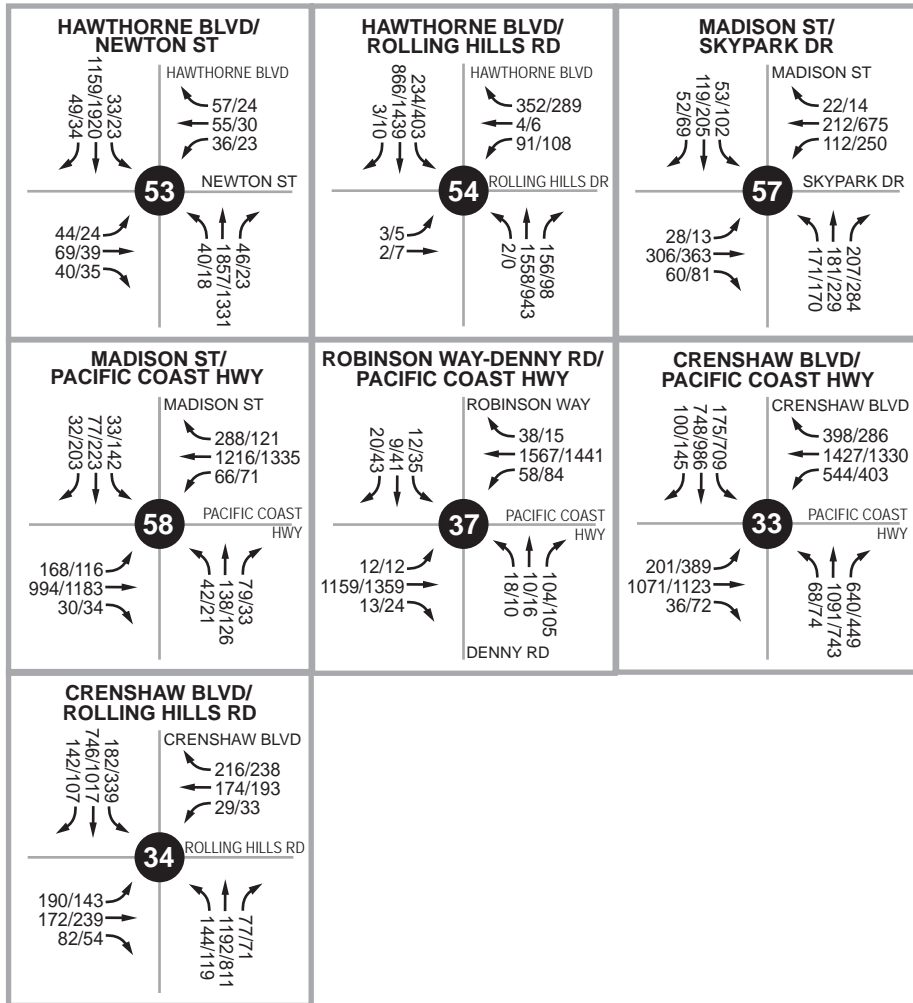 HAWTHORNE BLVD/
NEWTON ST
HAWTHORNE BLVD
49/34
1159/1920
33/23
57/24
55/30
36/23
53
NEWTON ST
44/24
69/39
40/35
40/18
1857/1331
46/23
HAWTHORNE BLVD/
ROLLING HILLS RD
HAWTHORNE BLVD
3/10
866/1439
234/403
352/289
4/6
91/108
54
ROLLING HILLS DR
3/5
2/7
2/0
1558/943
156/98
MADISON ST/
SKYPARK DR
MADISON ST
52/69
119/205
53/102
22/14
212/675
112/250
57
SKYPARK DR
28/13
306/363
60/81
171/170
181/229
207/284
MADISON ST/
PACIFIC COAST HWY
MADISON ST
32/203
77/223
33/142
288/121
1216/1335
66/71
58
PACIFIC COAST
HWY
168/116
994/1183
30/34
42/21
138/126
79/33
ROBINSON WAY-DENNY RD/
PACIFIC COAST HWY
ROBINSON WAY
20/43
9/41
12/35
38/15
1567/1441
58/84
37
PACIFIC COAST
HWY
12/12
1159/1359
13/24
18/10
10/16
104/105
DENNY RD
CRENSHAW BLVD/
PACIFIC COAST HWY
CRENSHAW BLVD
100/145
748/986
175/709
398/286
1427/1330
544/403
33
PACIFIC COAST
HWY
201/389
1071/1123
36/72
68/74
1091/743
640/449
CRENSHAW BLVD/
ROLLING HILLS RD
CRENSHAW BLVD
142/107
746/1017
182/339
216/238
174/193
29/33
34
ROLLING HILLS RD
190/143
172/239
82/54
144/119
1192/811
77/71